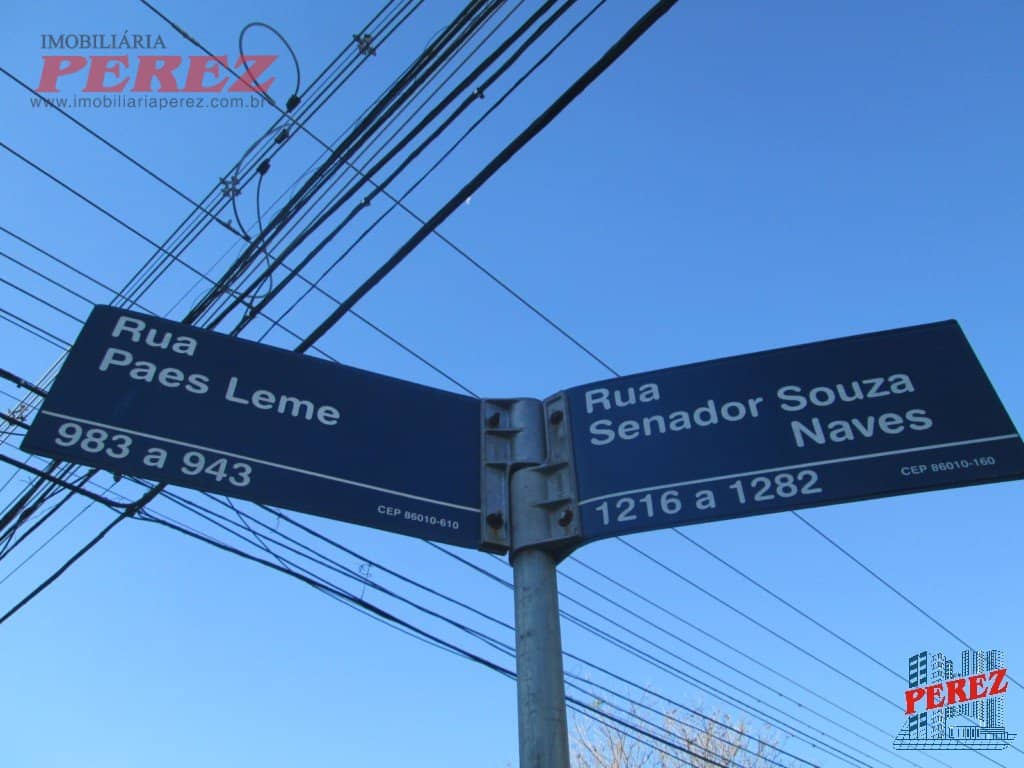 IMOBILIÁRIA
PEREZ
www.imobiliariaperez.com.br
Rua
Paes Leme
983 a 943
CEP 86010-610
Rua
Senador Souza
Naves
1216 a 1282
CEP 86010-160
PEREZ